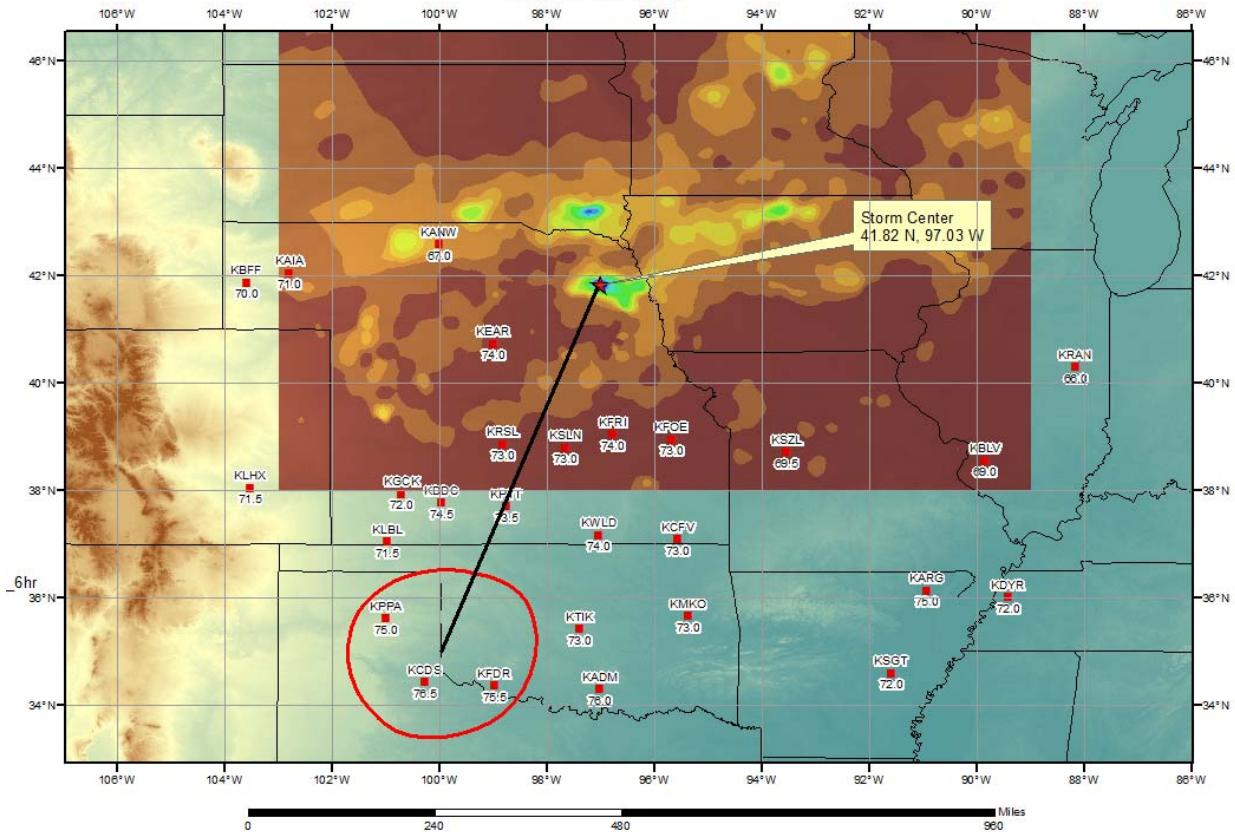 106°W 104°W 102°W 100°W 98°W 96°W 94°W 92°W 90°W 88°W 86°W
46°N 46°N
44°N 44°N
Storm Center
41.82 N, 97.03 W
KANW
67.0
42°N 42°N
KBFF
70.0
KAIA
71.0
KEAR
74.0
KRAN
66.0
40°N 40°N
KRSL
73.0
KSLN
73.0
KFRI
74.0
KFOE
73.0
KSZL
69.5
KBLV
69.0
38°N 38°N
KLHX
71.5
KGCK
72.0
KDDC
74.5
73.5
KLBL
71.5
KWLD
74.0
KCFV
73.0
_6hr
36°N 36°N
KPPA
75.0
KTIK
73.0
KMKO
73.0
KARG
75.0
KDYR
72.0
KCDS
76.5
KFDR
75.5
KADM
76.0
KSGT
72.0
34°N 34°N
106°W 104°W 102°W 100°W 98°W 96°W 94°W 92°W 90°W 88°W 86°W
Miles
0 240 480 960